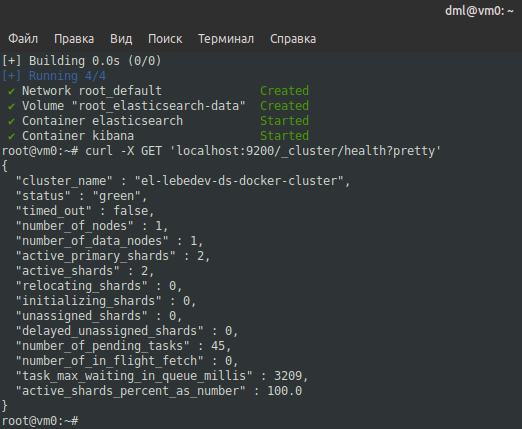 dml@vm0: ~
Файл Правка Вид Поиск Терминал Справка
[+] Building 0.0s (0/0)
[+] Running 4/4
✔ Network root_default Created
✔ Volume "root_elasticsearch-data" Created
✔ Container elasticsearch Started
✔ Container kibana Started
root@vm0:~# curl -X GET 'localhost:9200/_cluster/health?pretty'
{
"cluster_name" : "el-lebedev-ds-docker-cluster",
"status" : "green",
"timed_out" : false,
"number_of_nodes" : 1,
"number_of_data_nodes" : 1,
"active_primary_shards" : 2,
"active_shards" : 2,
"relocating_shards" : 0,
"initializing_shards" : 0,
"unassigned_shards" : 0,
"delayed_unassigned_shards" : 0,
"number_of_pending_tasks" : 45,
"number_of_in_flight_fetch" : 0,
"task_max_waiting_in_queue_millis" : 3209,
"active_shards_percent_as_number" : 100.0
}
root@vm0:~#